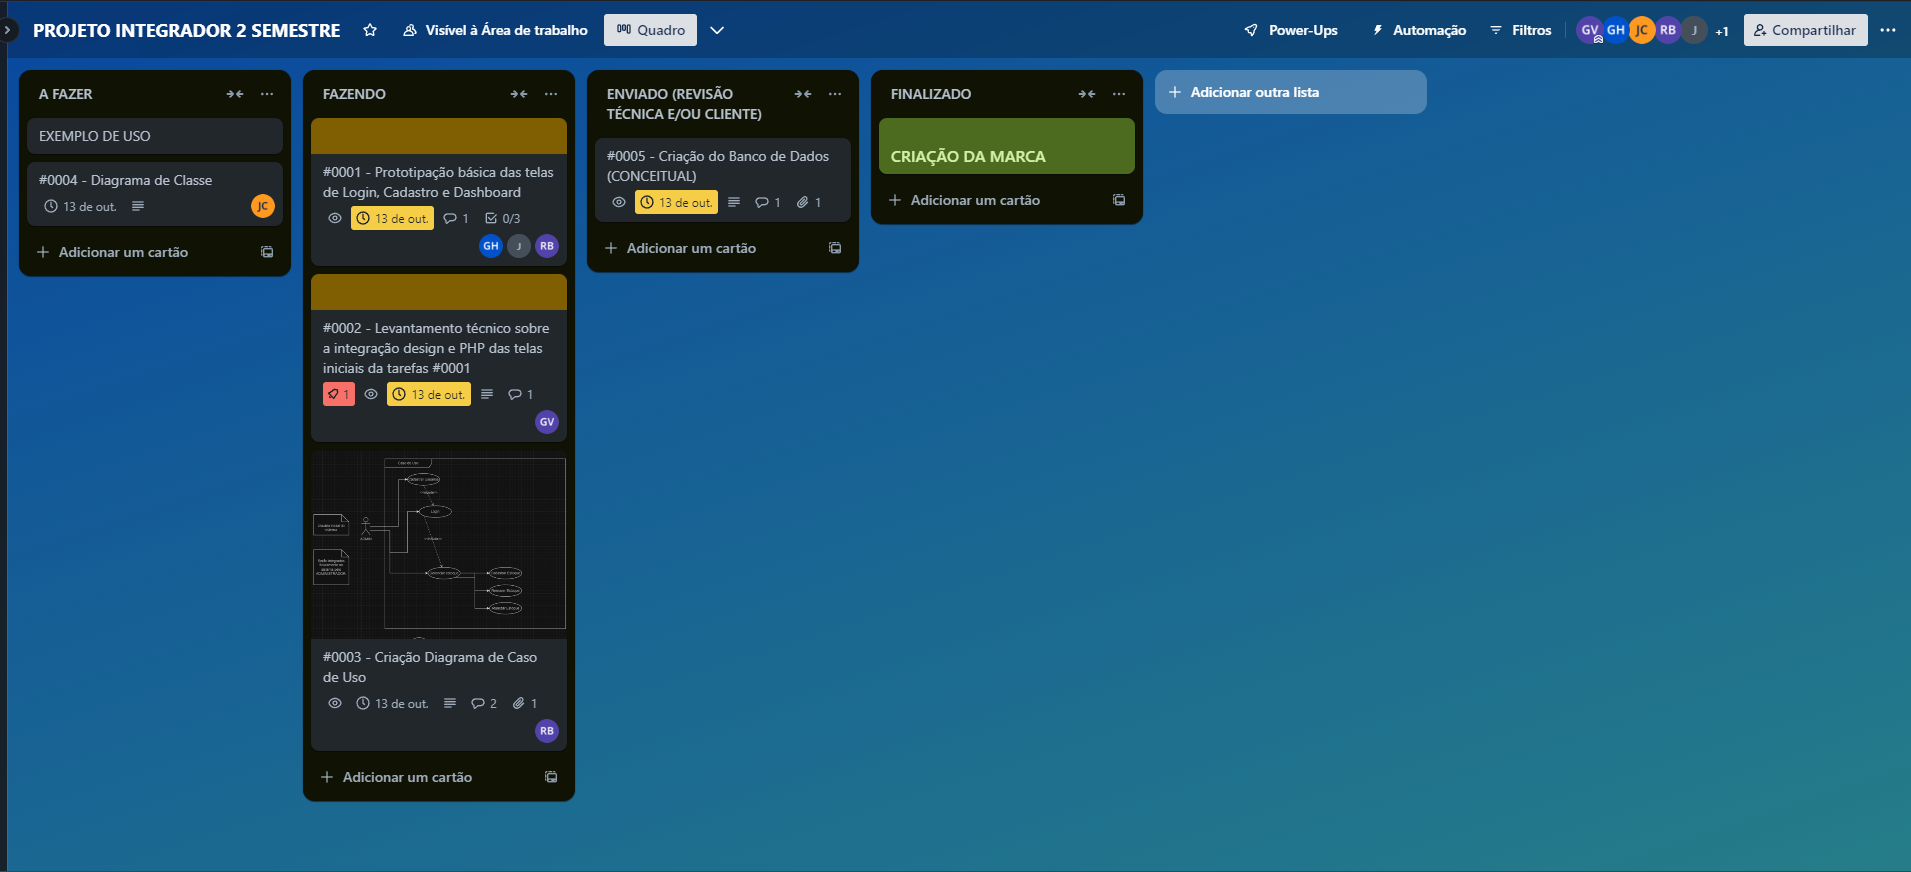 PROJETO INTEGRADOR 2 SEMESTRE
Visível à Área de trabalho
Quadro
Power-Ups
Automação
Filtros
GV
GH
JC
RB
J
+1
Compartilhar
A FAZER
EXEMPLO DE USO
#0004 - Diagrama de Classe
13 de out.
JC
Adicionar um cartão
FAZENDO
#0001 - Prototipação básica das telas
de Login, Cadastro e Dashboard
13 de out.
1
0/3
GH
J
RB
#0002 - Levantamento técnico sobre
a integração design e PHP das telas
iniciais da tarefas #0001
1
13 de out.
1
GV
Login
#0003 - Criação Diagrama de Caso
de Uso
13 de out.
2
1
RB
Adicionar um cartão
ENVIADO (REVISÃO
TÉCNICA E/OU CLIENTE)
#0005 - Criação do Banco de Dados
(CONCEITUAL)
13 de out.
1
1
Adicionar um cartão
FINALIZADO
CRIAÇÃO DA MARCA
Adicionar um cartão
Adicionar outra lista